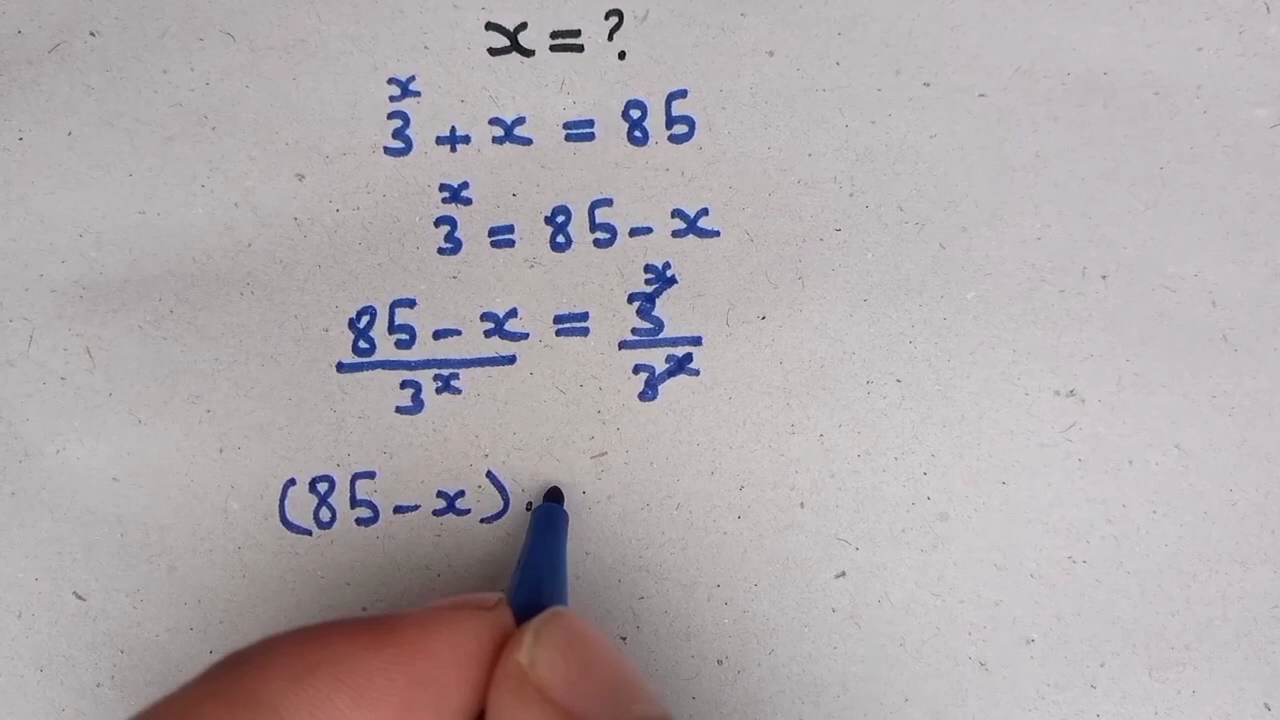 x = ?
3^x + x = 85
3^x = 85 - x
(85 - x)/3^x = 3^x/3^x
(85 - x) .